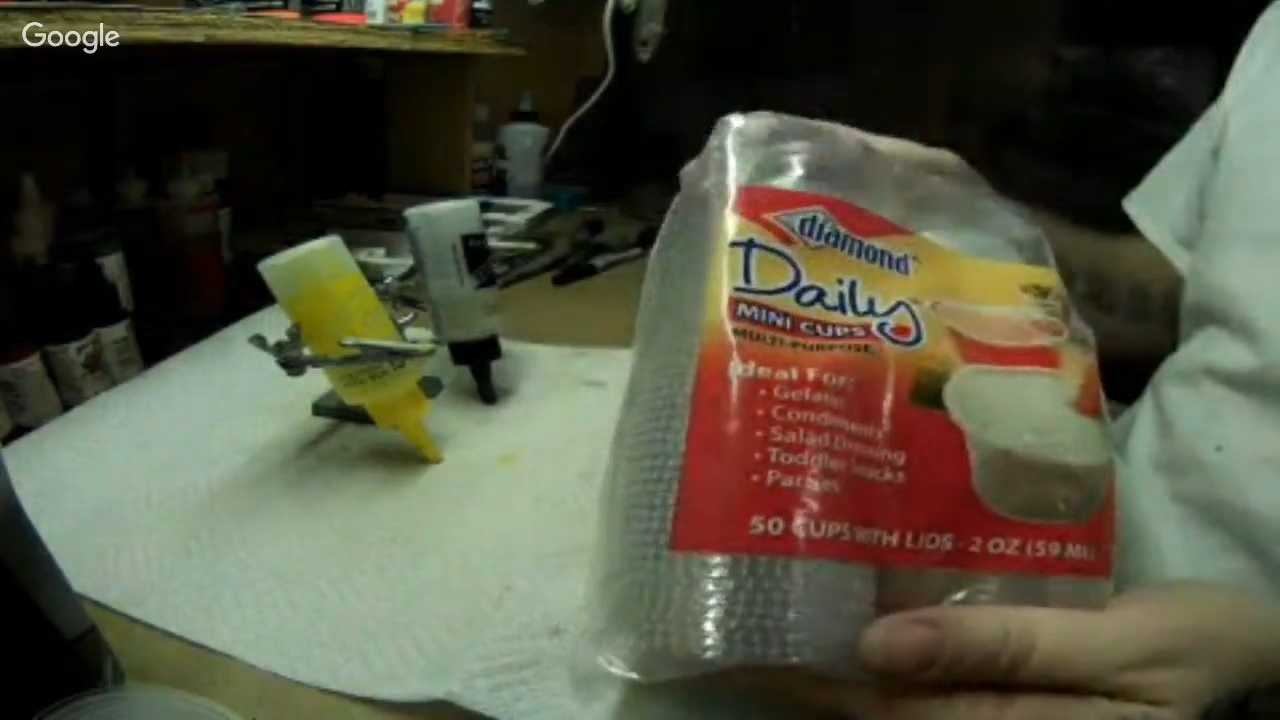 Google
diamond
Daily
MINI CUPS
MULTI-PURPOSE
Ideal For:
• Gelatin
• Condiments
• Salad Dressing
• Toddler Snacks
• Parties
50 CUPS WITH LIDS - 2 OZ (59 ML)